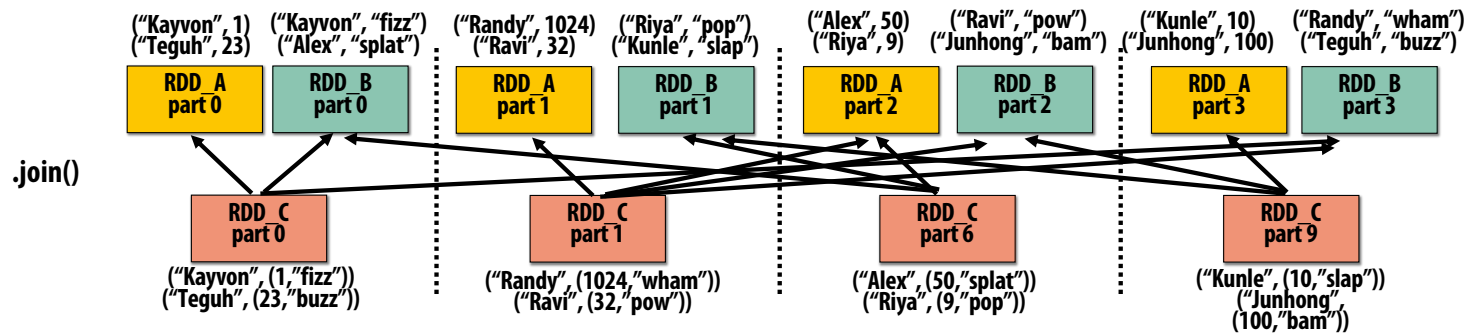 ("Kayvon", 1)
("Teguh", 23)
("Kayvon", "fizz")
("Alex", "splat")
("Randy", 1024)
("Ravi", 32)
("Riya", "pop")
("Kunle", "slap")
("Alex", 50)
("Riya", 9)
("Ravi", "pow")
("Junhong", "bam")
("Kunle", 10)
("Junhong", 100)
("Randy", "wham")
("Teguh", "buzz")
RDD_A
part 0
RDD_B
part 0
RDD_A
part 1
RDD_B
part 1
RDD_A
part 2
RDD_B
part 2
RDD_A
part 3
RDD_B
part 3
.join()
RDD_C
part 0
RDD_C
part 1
RDD_C
part 6
RDD_C
part 9
("Kayvon", (1,"fizz"))
("Teguh", (23,"buzz"))
("Randy", (1024,"wham"))
("Ravi", (32,"pow"))
("Alex", (50,"splat"))
("Riya", (9,"pop"))
("Kunle", (10,"slap"))
("Junhong",
(100,"bam"))